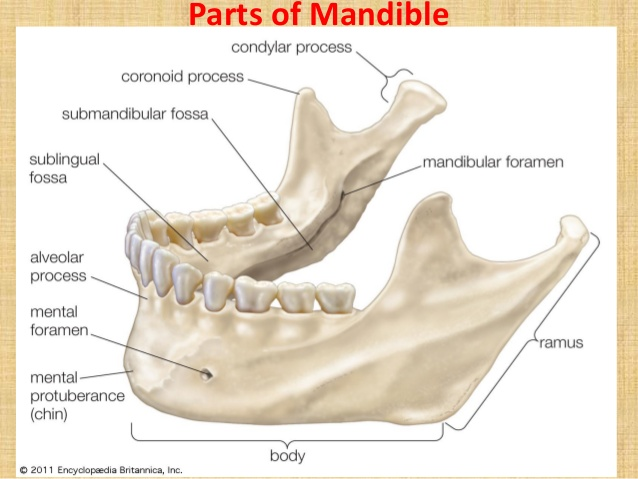 Parts of Mandible
condylar process
coronoid process
submandibular fossa
sublingual
fossa
mandibular foramen
alveolar
process
mental
foramen
ramus
mental
protuberance
(chin)
body
© 2011 Encyclopædia Britannica, Inc.